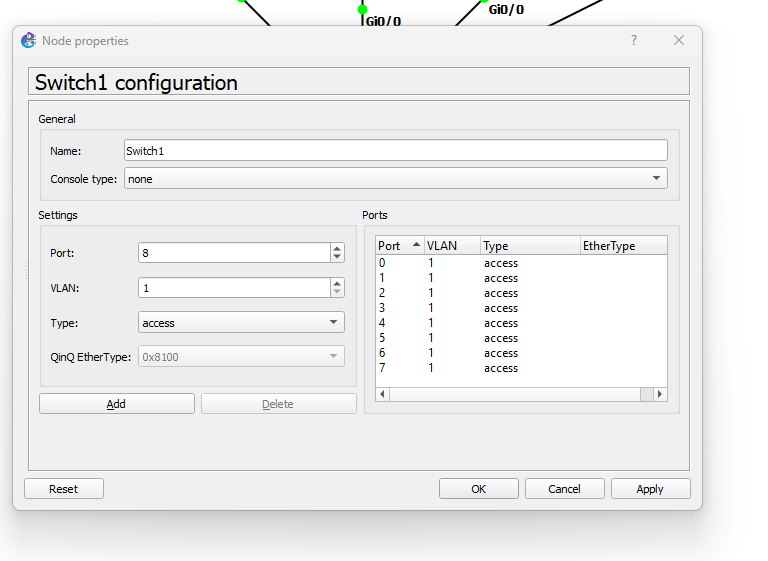 Gi0/0
Gi0/0
Node properties
?
Switch1 configuration
General
Name: Switch1
Console type: none
Settings
Port: 8
VLAN: 1
Type: access
QinQ EtherType: 0x8100
Add Delete
Ports
Port VLAN Type EtherType
0 1 access
1 1 access
2 1 access
3 1 access
4 1 access
5 1 access
6 1 access
7 1 access
Reset OK Cancel Apply